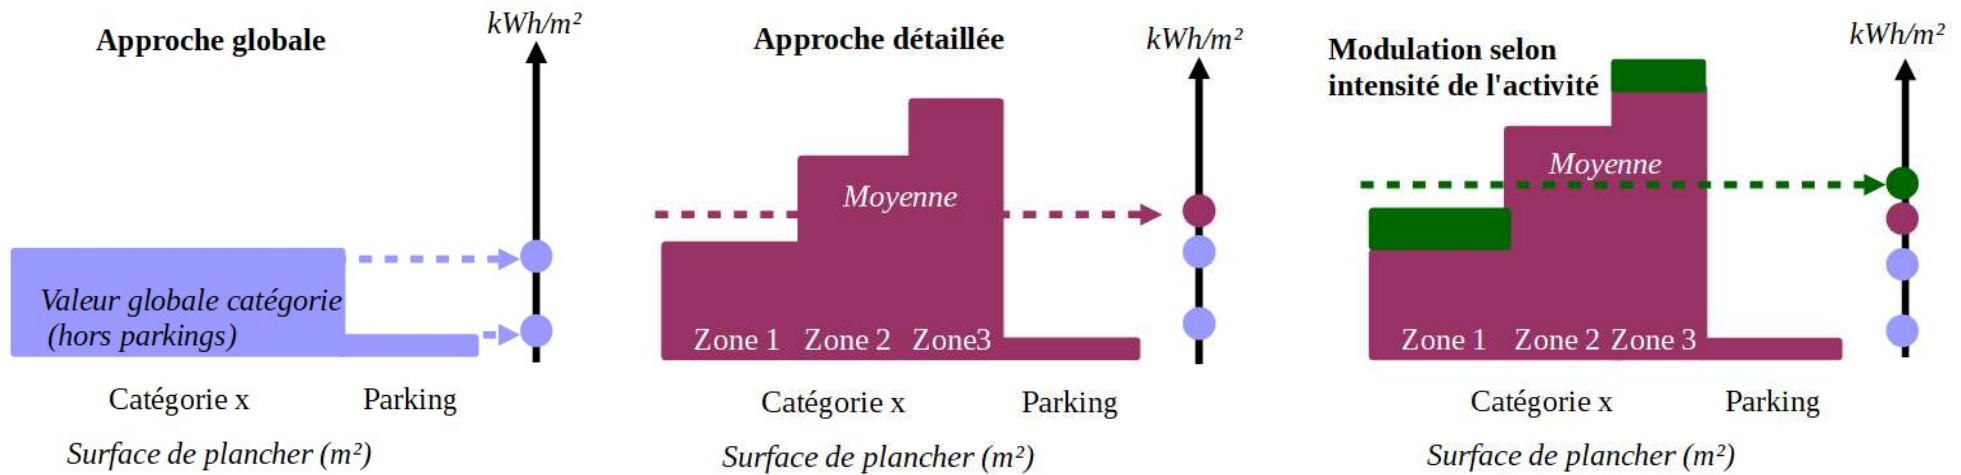 Approche globale
kWh/m²
Valeur globale catégorie
(hors parkings)
Catégorie x
Parking
Surface de plancher (m²)
Approche détaillée
kWh/m²
Moyenne
Zone 1
Zone 2
Zone3
Catégorie x
Parking
Surface de plancher (m²)
Modulation selon
intensité de l'activité
kWh/m²
Moyenne
Zone 1
Zone 2
Zone 3
Catégorie x
Parking
Surface de plancher (m²)